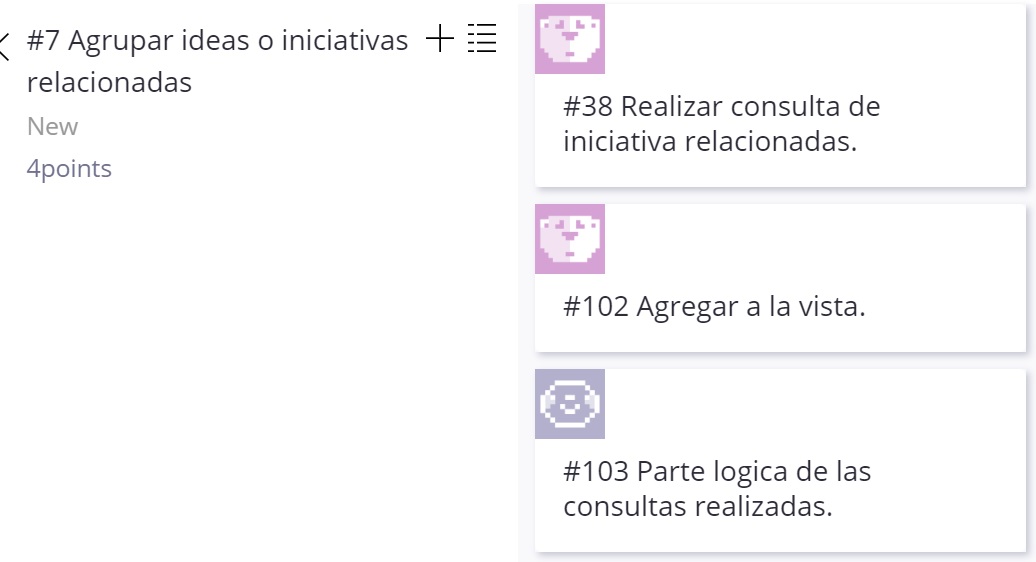 #7 Agrupar ideas o iniciativas
relacionadas
New
4points
#38 Realizar consulta de
iniciativa relacionadas.
#102 Agregar a la vista.
#103 Parte logica de las
consultas realizadas.